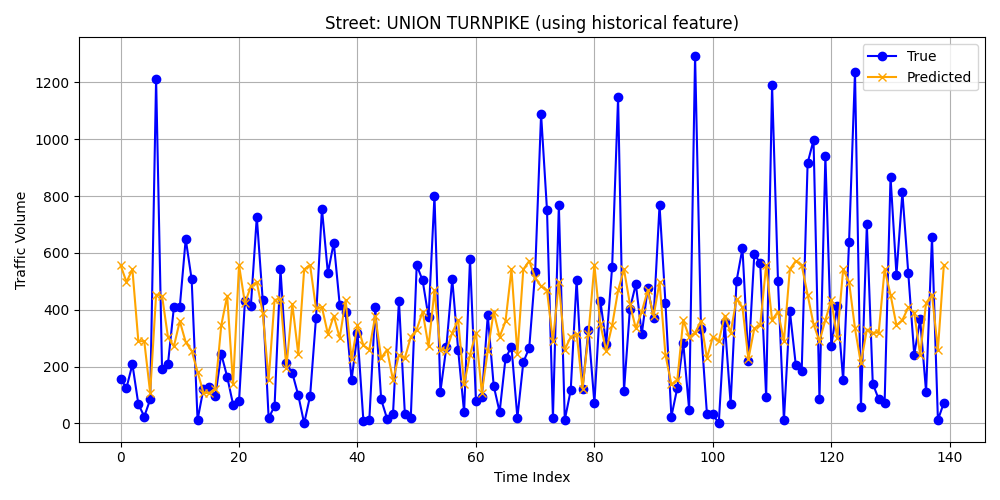 Street: UNION TURNPIKE (using historical feature)
True
Predicted
Traffic Volume
1200
1000
800
600
400
200
0
0 20 40 60 80 100 120 140
Time Index